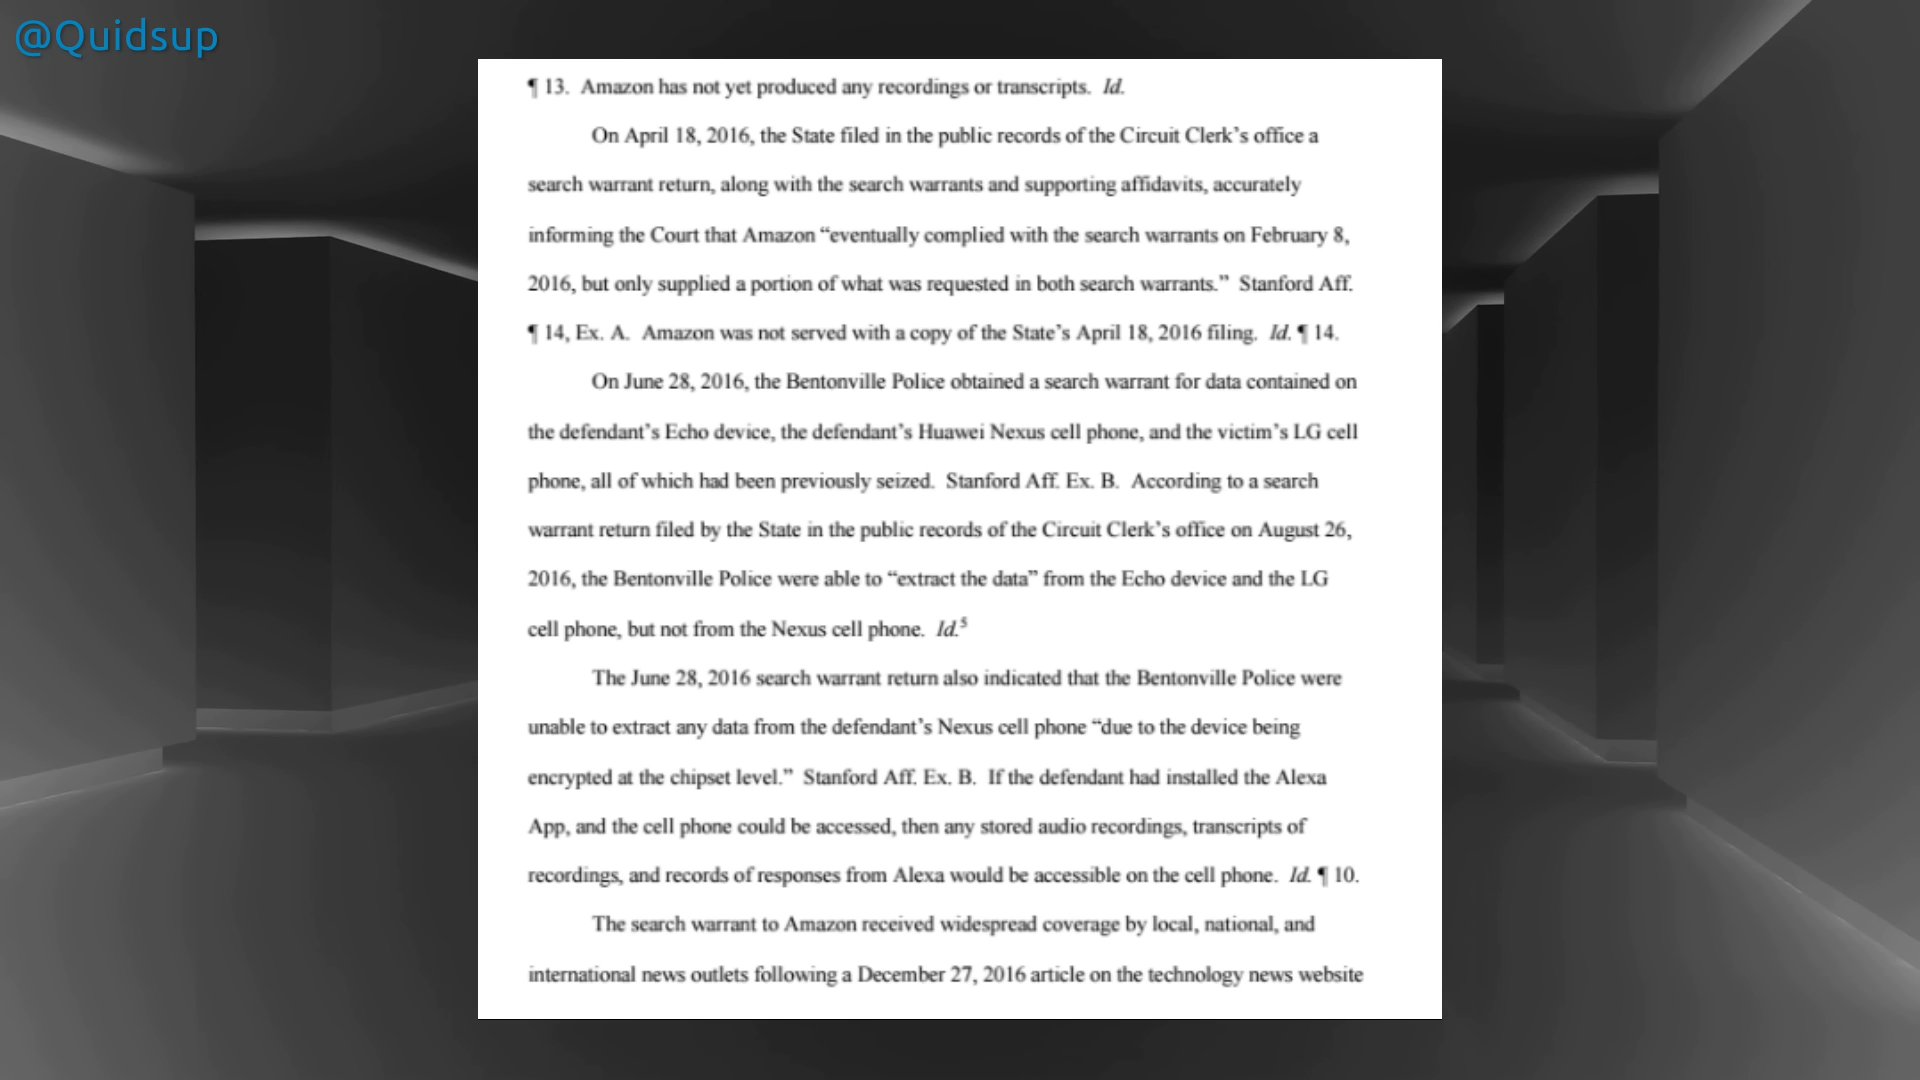 @Quidsup
¶ 13.  Amazon has not yet produced any recordings or transcripts.  Id.
On April 18, 2016, the State filed in the public records of the Circuit Clerk’s office a
search warrant return, along with the search warrants and supporting affidavits, accurately
informing the Court that Amazon “eventually complied with the search warrants on February 8,
2016, but only supplied a portion of what was requested in both search warrants.”  Stanford Aff.
¶ 14, Ex. A.  Amazon was not served with a copy of the State’s April 18, 2016 filing.  Id. ¶ 14.
On June 28, 2016, the Bentonville Police obtained a search warrant for data contained on
the defendant’s Echo device, the defendant’s Huawei Nexus cell phone, and the victim’s LG cell
phone, all of which had been previously seized.  Stanford Aff. Ex. B.  According to a search
warrant return filed by the State in the public records of the Circuit Clerk’s office on August 26,
2016, the Bentonville Police were able to “extract the data” from the Echo device and the LG
cell phone, but not from the Nexus cell phone.  Id.⁵
The June 28, 2016 search warrant return also indicated that the Bentonville Police were
unable to extract any data from the defendant’s Nexus cell phone “due to the device being
encrypted at the chipset level.”  Stanford Aff. Ex. B.  If the defendant had installed the Alexa
App, and the cell phone could be accessed, then any stored audio recordings, transcripts of
recordings, and records of responses from Alexa would be accessible on the cell phone.  Id. ¶ 10.
The search warrant to Amazon received widespread coverage by local, national, and
international news outlets following a December 27, 2016 article on the technology news website